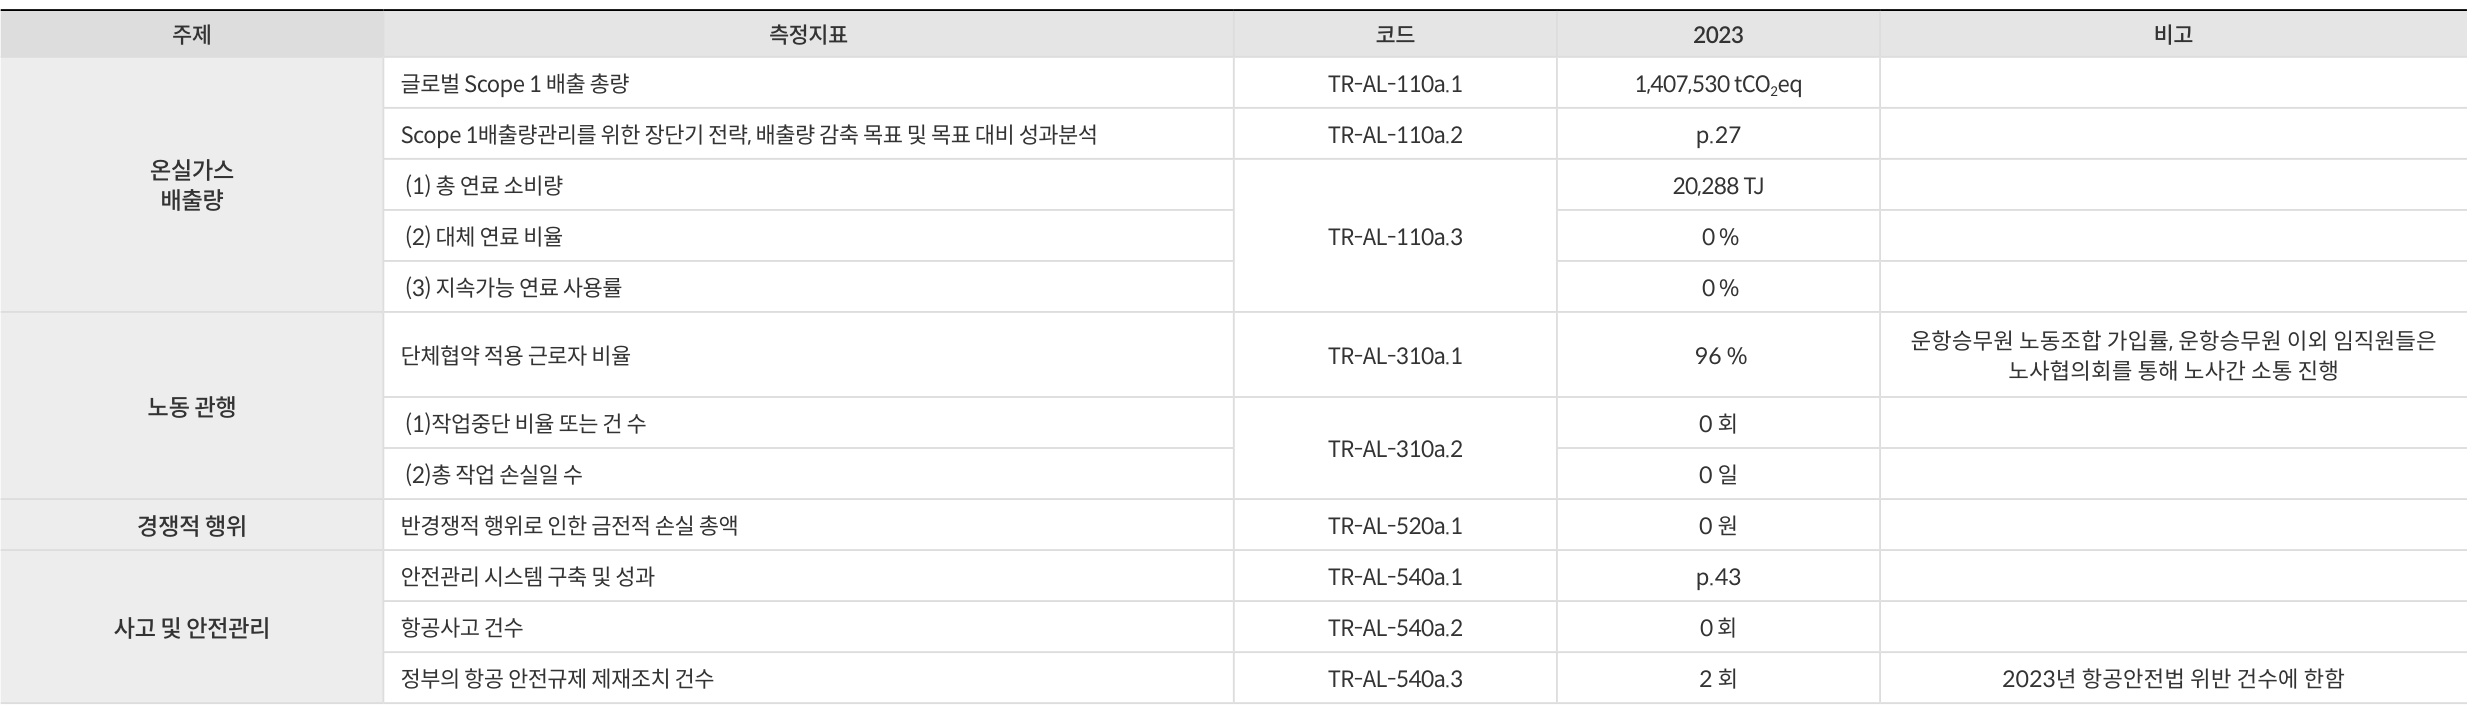 주제 측정지표 코드 2023 비고
온실가스
배출량
글로벌 Scope 1 배출 총량 TR-AL-110a.1 1,407,530 tCO₂eq
Scope 1배출량관리를 위한 장단기 전략, 배출량 감축 목표 및 목표 대비 성과분석 TR-AL-110a.2 p.27
(1) 총 연료 소비량 TR-AL-110a.3 20,288 TJ
(2) 대체 연료 비율 0 %
(3) 지속가능 연료 사용률 0 %
노동 관행
단체협약 적용 근로자 비율 TR-AL-310a.1 96 % 운항승무원 노동조합 가입률, 운항승무원 이외 임직원들은
노사협의회를 통해 노사간 소통 진행
(1)작업중단 비율 또는 건 수 TR-AL-310a.2 0 회
(2)총 작업 손실일 수 0 일
경쟁적 행위 반경쟁적 행위로 인한 금전적 손실 총액 TR-AL-520a.1 0 원
사고 및 안전관리
안전관리 시스템 구축 및 성과 TR-AL-540a.1 p.43
항공사고 건수 TR-AL-540a.2 0 회
정부의 항공 안전규제 제재조치 건수 TR-AL-540a.3 2 회 2023년 항공안전법 위반 건수에 한함